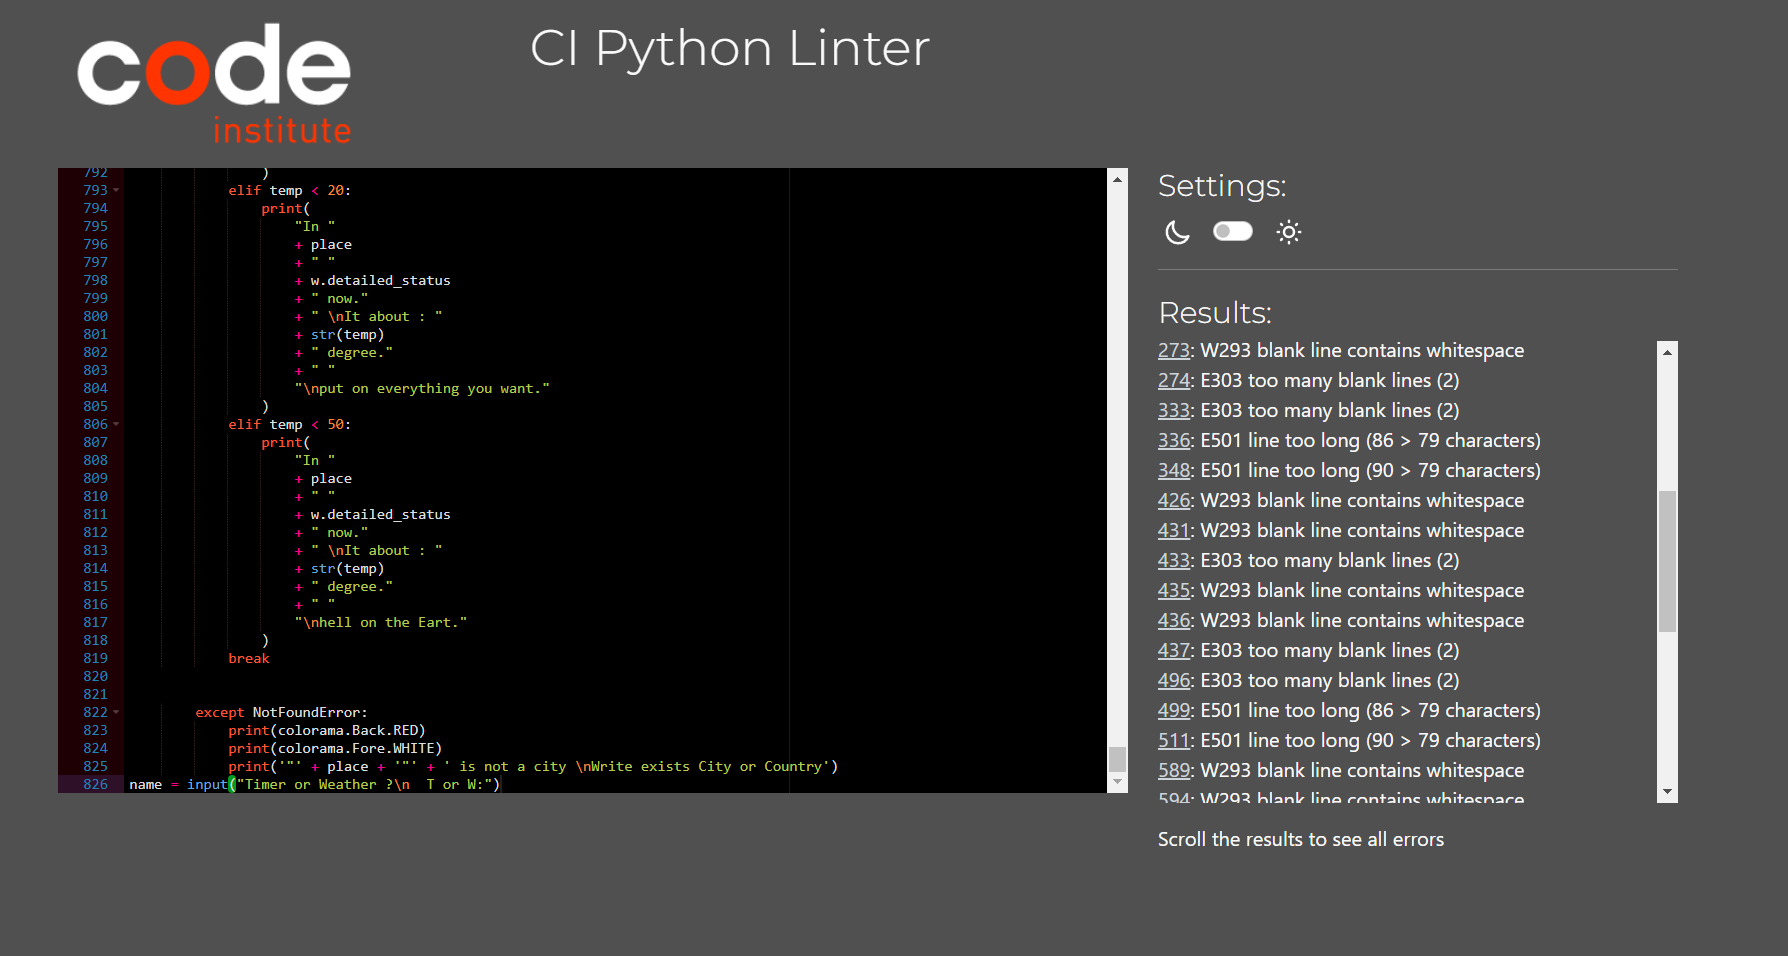 code
institute
CI Python Linter
792 )
793 elif temp < 20:
794 print(
795 "In "
796 + place
797 + " "
798 + w.detailed_status
799 + " now."
800 + " \nIt about : "
801 + str(temp)
802 + " degree."
803 + " "
804 "\nput on everything you want."
805 )
806 elif temp < 50:
807 print(
808 "In "
809 + place
810 + " "
811 + w.detailed_status
812 + " now."
813 + " \nIt about : "
814 + str(temp)
815 + " degree."
816 + " "
817 "\nhell on the Eart."
818 )
819 break
820
821
822 except NotFoundError:
823 print(colorama.Back.RED)
824 print(colorama.Fore.WHITE)
825 print('"' + place + '"' + ' is not a city \nWrite exists City or Country')
826 name = input("Timer or Weather ?\n  T or W:")
Settings:
Results:
273: W293 blank line contains whitespace
274: E303 too many blank lines (2)
333: E303 too many blank lines (2)
336: E501 line too long (86 > 79 characters)
348: E501 line too long (90 > 79 characters)
426: W293 blank line contains whitespace
431: W293 blank line contains whitespace
433: E303 too many blank lines (2)
435: W293 blank line contains whitespace
436: W293 blank line contains whitespace
437: E303 too many blank lines (2)
496: E303 too many blank lines (2)
499: E501 line too long (86 > 79 characters)
511: E501 line too long (90 > 79 characters)
589: W293 blank line contains whitespace
594: W293 blank line contains whitespace
Scroll the results to see all errors